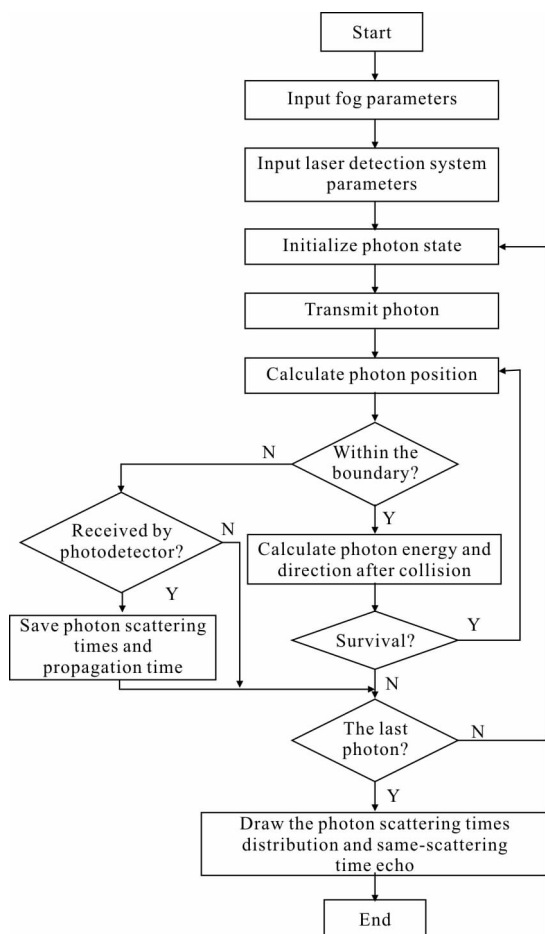 Start
Input fog parameters
Input laser detection system
parameters
Initialize photon state
Transmit photon
Calculate photon position
Within the
boundary?
N
Y
Received by
photodetector?
N
Y
Calculate photon energy and
direction after collision
Save photon scattering
times and
propagation time
Survival?
Y
N
The last
photon?
N
Y
Draw the photon scattering times
distribution and same-scattering
time echo
End